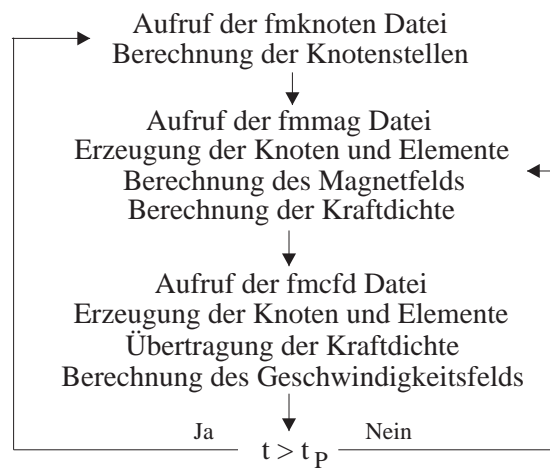 Aufruf der fmknoten Datei
Berechnung der Knotenstellen
Aufruf der fmmag Datei
Erzeugung der Knoten und Elemente
Berechnung des Magnetfelds
Berechnung der Kraftdichte
Aufruf der fmcfd Datei
Erzeugung der Knoten und Elemente
Übertragung der Kraftdichte
Berechnung des Geschwindigkeitsfelds
Ja
t > t_P
Nein